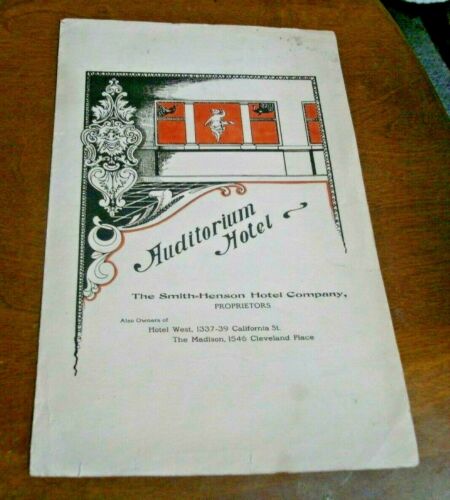 Auditorium
Hotel
The Smith-Henson Hotel Company,
PROPRIETORS
Also Owners of
Hotel West, 1337-39 California St.
The Madison, 1546 Cleveland Place